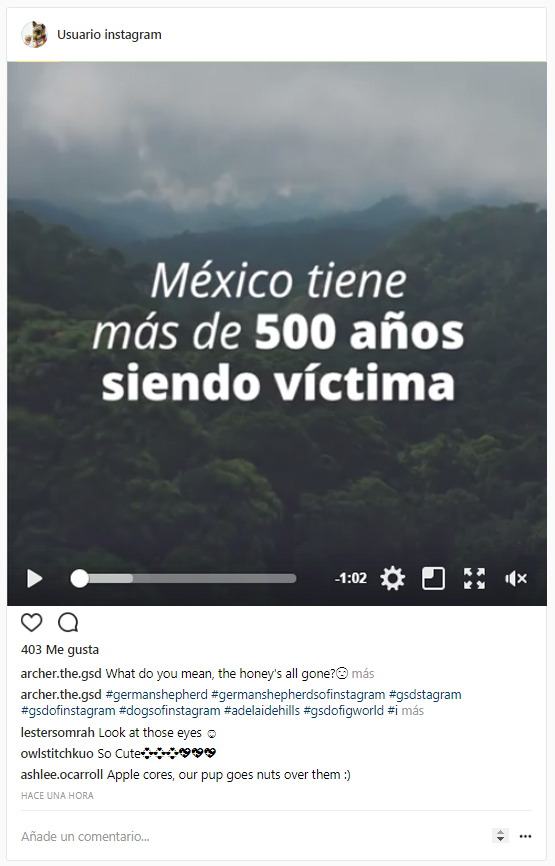 Usuario instagram
México tiene
más de 500 años
siendo víctima
-1:02
403 Me gusta
archer.the.gsd What do you mean, the honey's all gone?😏 más
archer.the.gsd #germanshepherd #germanshepherdsofinstagram #gsdstagram
#gsdofinstagram #dogsofinstagram #adelaidehills #gsdofigworld #i más
lestersomrah Look at those eyes ☺
owlstitchkuo So Cute💞💞💞💖💖💖
ashlee.ocarroll Apple cores, our pup goes nuts over them :)
HACE UNA HORA
Añade un comentario...